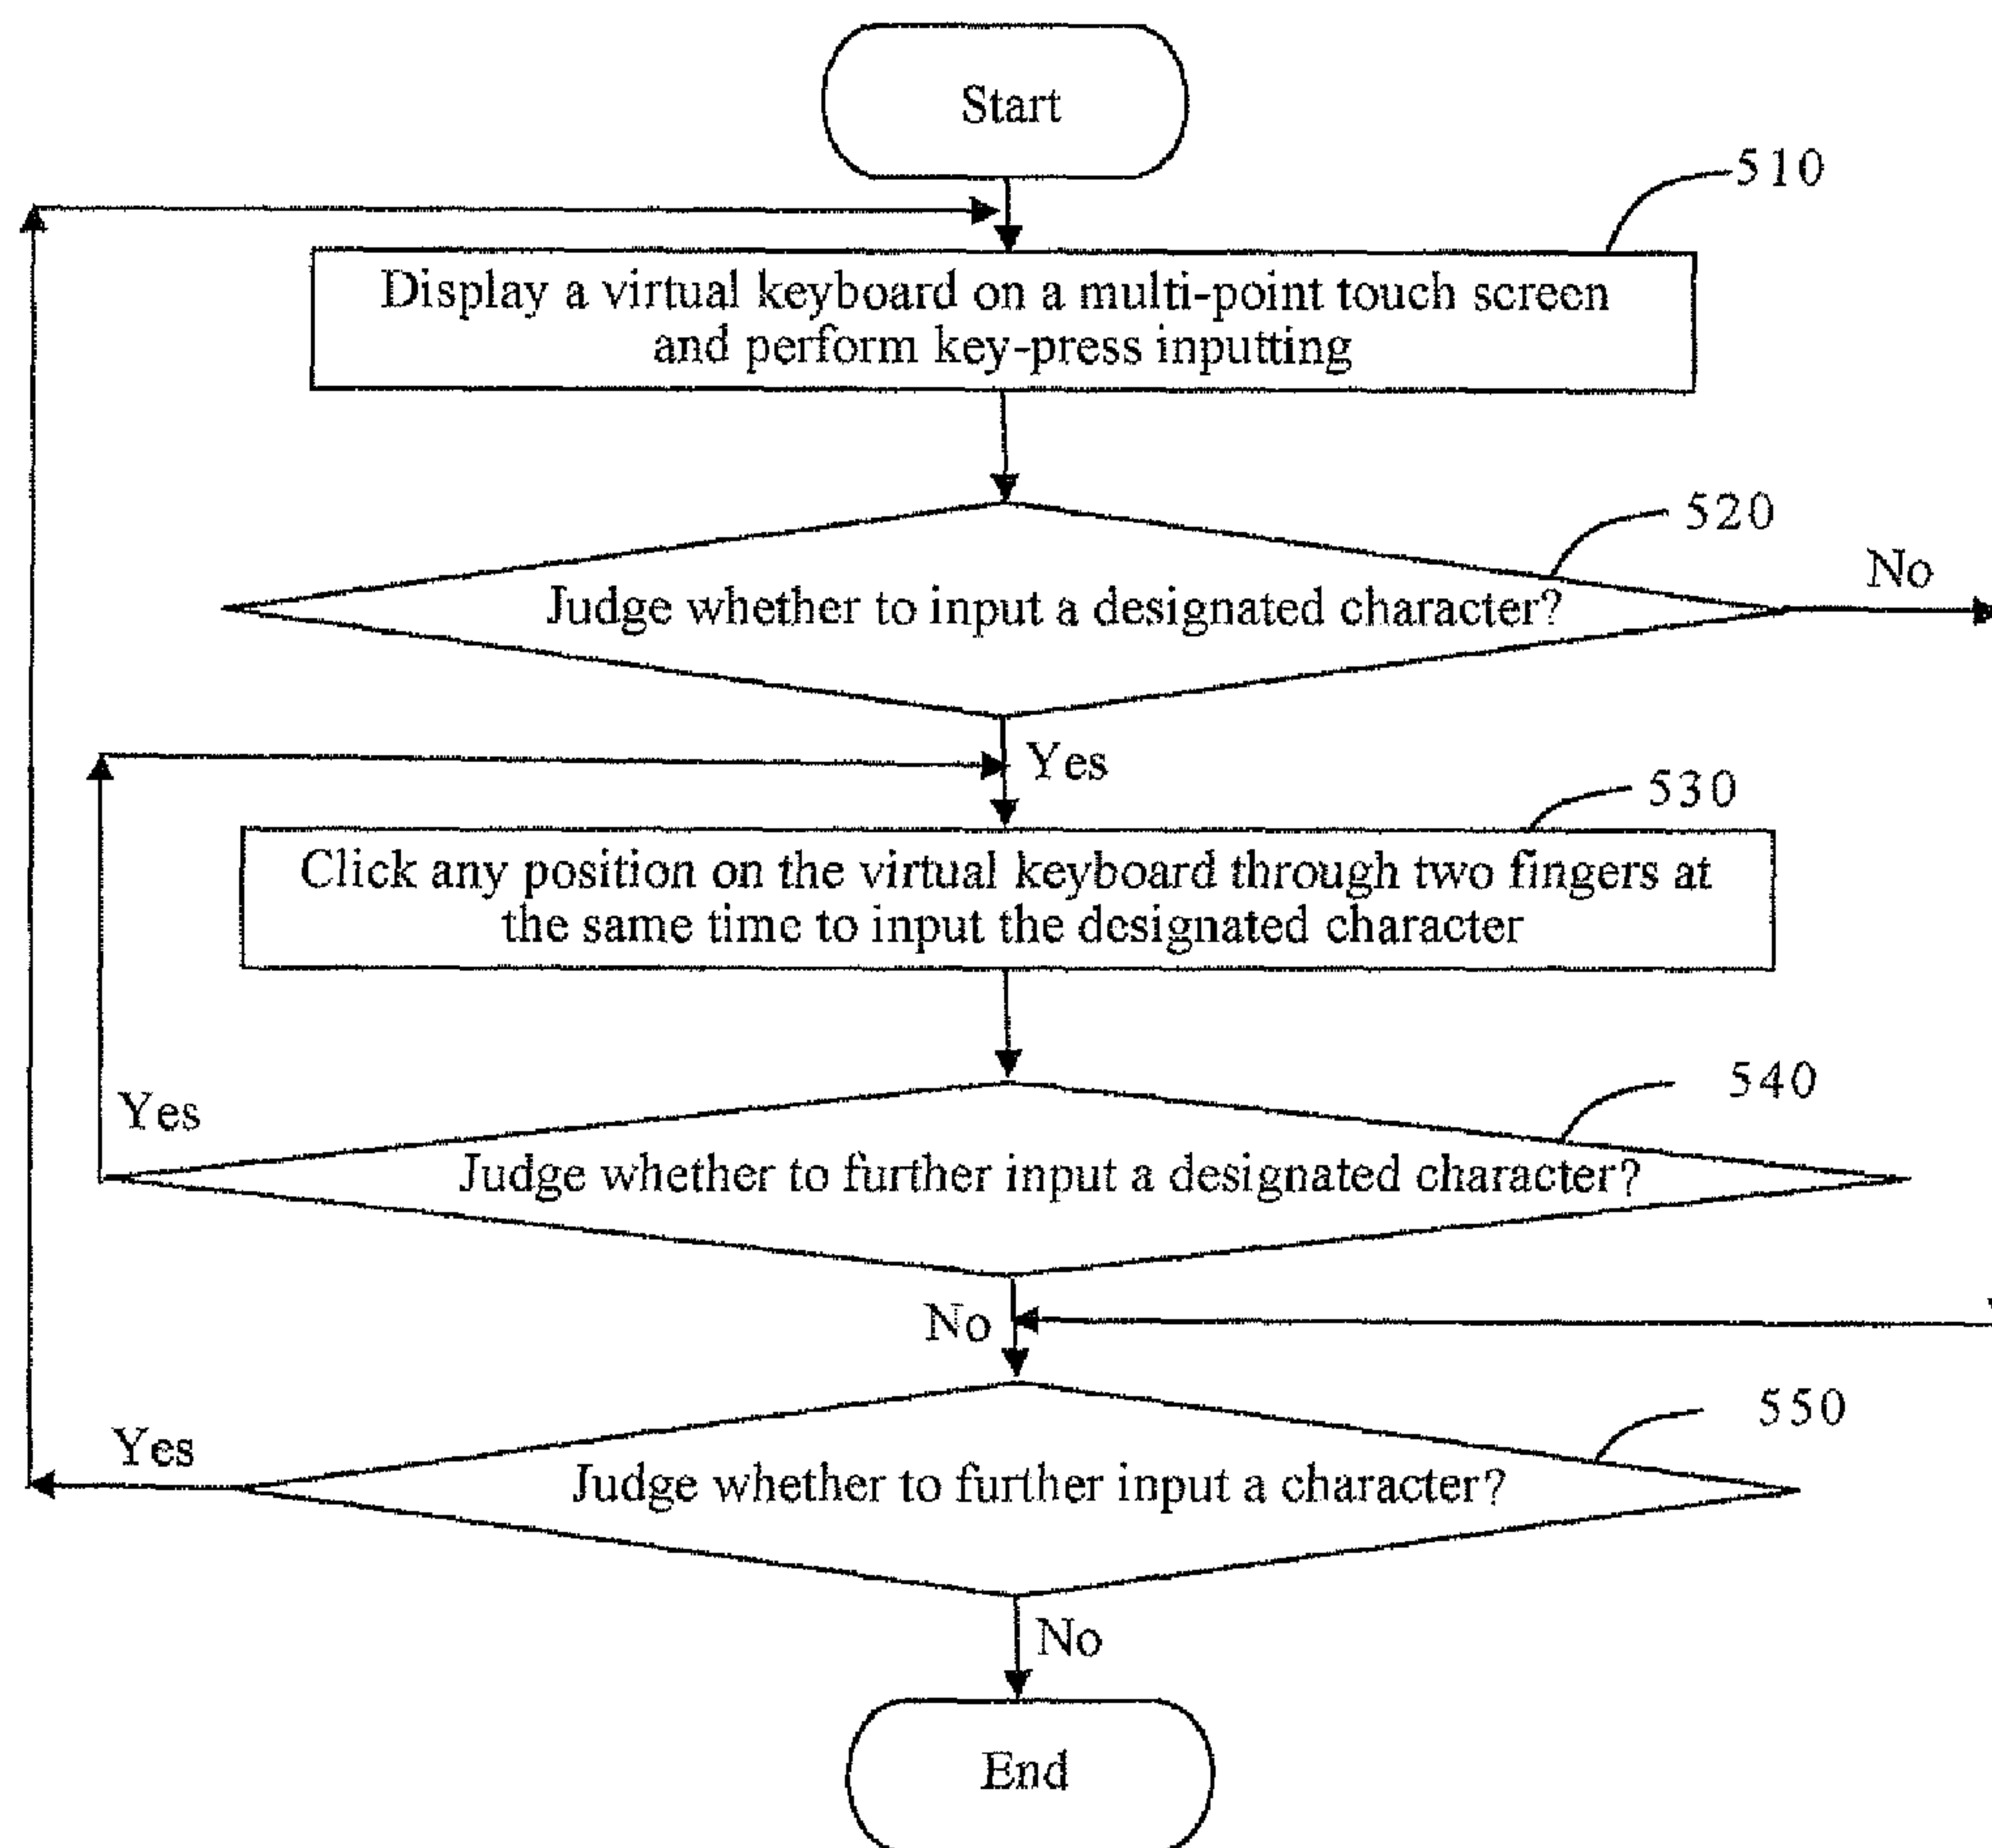 Start
510
Display a virtual keyboard on a multi-point touch screen
and perform key-press inputting
520
No
Judge whether to input a designated character?
Yes
530
Click any position on the virtual keyboard through two fingers at
the same time to input the designated character
540
Yes
Judge whether to further input a designated character?
No
550
Yes
Judge whether to further input a character?
No
End